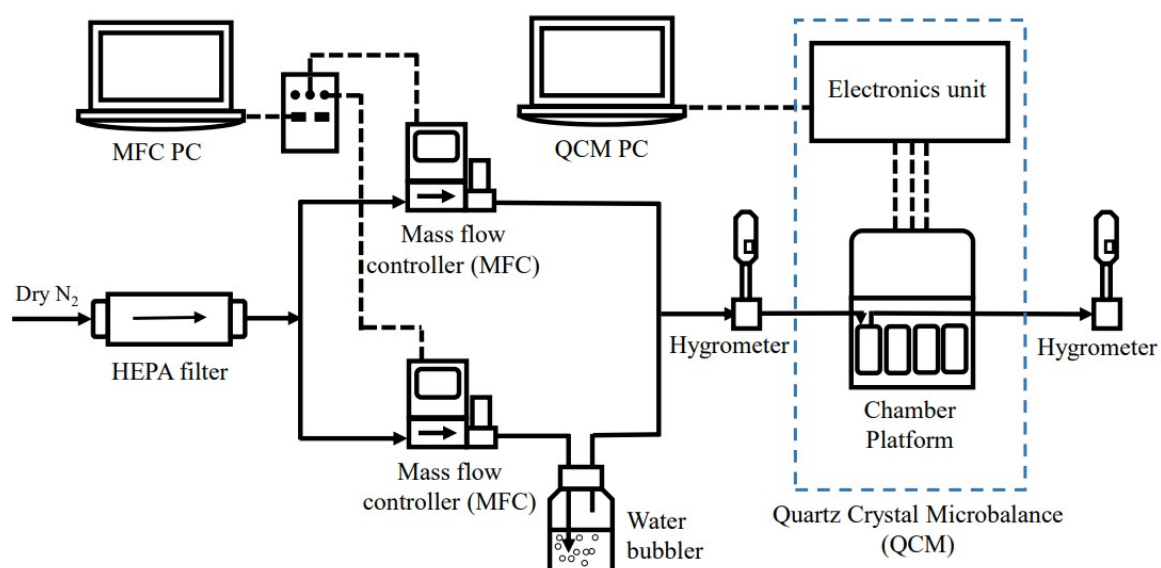 MFC PC
QCM PC
Electronics unit
Mass flow
controller (MFC)
Dry N₂
HEPA filter
Hygrometer
Hygrometer
Chamber
Platform
Mass flow
controller (MFC)
Water
bubbler
Quartz Crystal Microbalance
(QCM)